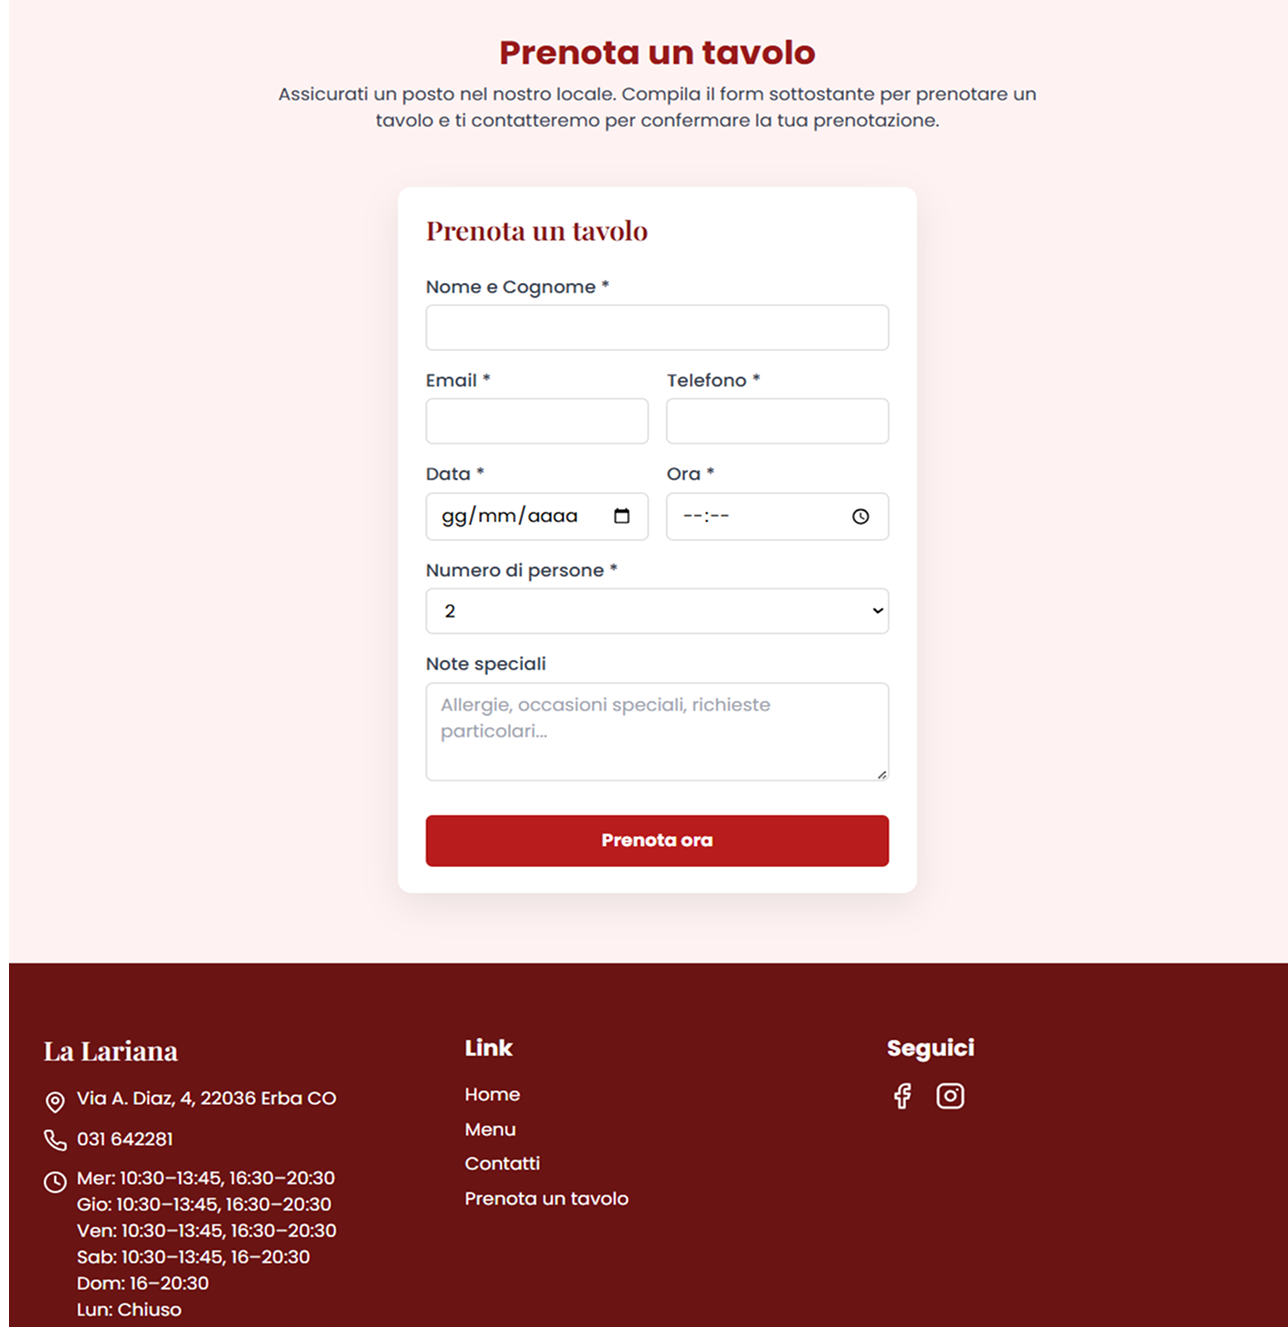 Prenota un tavolo
Assicurati un posto nel nostro locale. Compila il form sottostante per prenotare un
tavolo e ti contatteremo per confermare la tua prenotazione.
Prenota un tavolo
Nome e Cognome *
Email *
Telefono *
Data *
Ora *
gg/mm/aaaa
--:--
Numero di persone *
2
Note speciali
Allergie, occasioni speciali, richieste
particolari...
Prenota ora
La Lariana
Via A. Diaz, 4, 22036 Erba CO
031 642281
Mer: 10:30–13:45, 16:30–20:30
Gio: 10:30–13:45, 16:30–20:30
Ven: 10:30–13:45, 16:30–20:30
Sab: 10:30–13:45, 16–20:30
Dom: 16–20:30
Lun: Chiuso
Link
Home
Menu
Contatti
Prenota un tavolo
Seguici